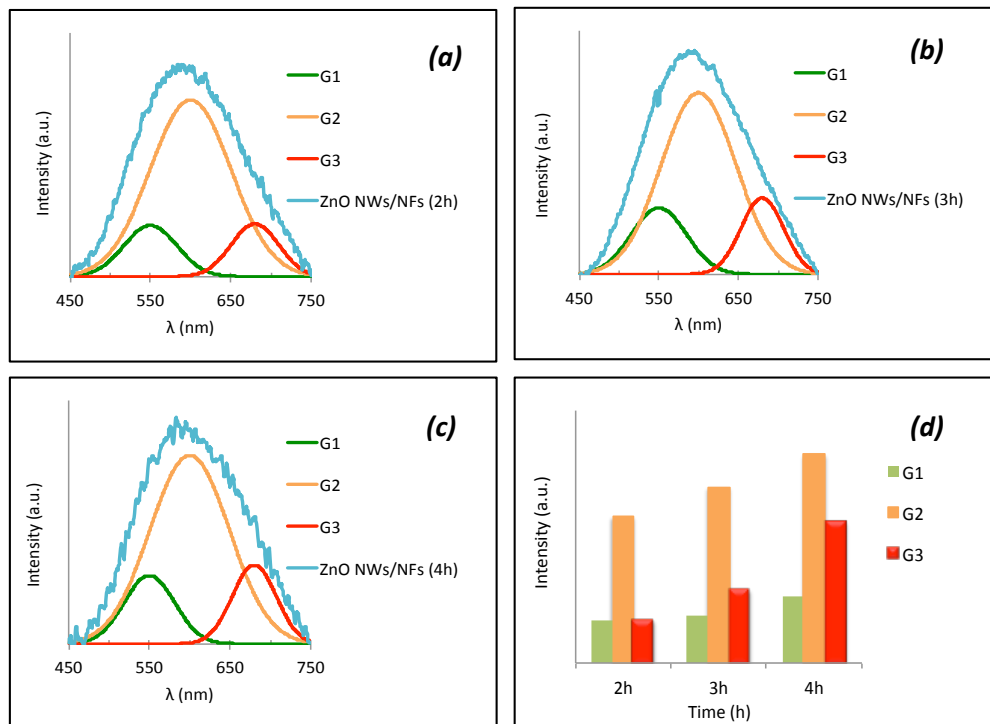 (a)
Intensity (a.u.)
G1
G2
G3
ZnO NWs/NFs (2h)
450 550 650 750
λ (nm)
(b)
Intensity (a.u.)
G1
G2
G3
ZnO NWs/NFs (3h)
450 550 650 750
λ (nm)
(c)
Intensity (a.u.)
G1
G2
G3
ZnO NWs/NFs (4h)
450 550 650 750
λ (nm)
(d)
Intensity (a.u.)
G1
G2
G3
2h 3h 4h
Time (h)